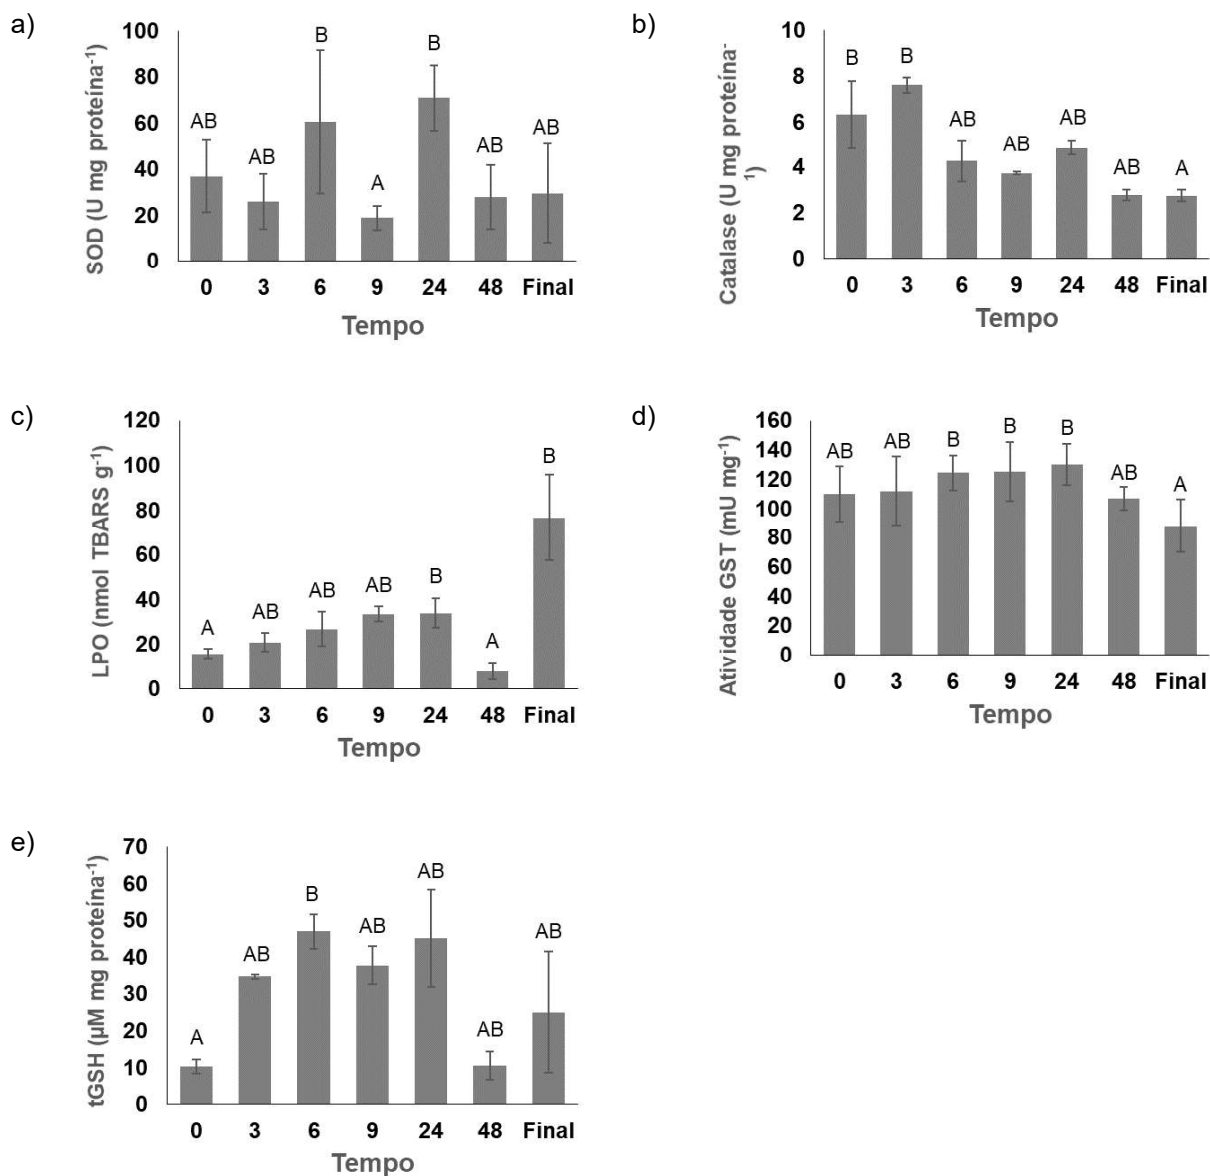 a)
SOD (U mg proteína⁻¹)
100
80
60
40
20
0
AB
AB
B
A
B
AB
AB
0 3 6 9 24 48 Final
Tempo
b)
Catalase (U mg proteína⁻
¹)
10
8
6
4
2
0
B
B
AB
AB
AB
AB
A
0 3 6 9 24 48 Final
Tempo
c)
LPO (nmol TBARS g⁻¹)
120
100
80
60
40
20
0
A
AB
AB
AB
B
A
B
0 3 6 9 24 48 Final
Tempo
d)
Atividade GST (mU mg⁻¹)
160
140
120
100
80
60
40
20
0
AB
AB
B
B
B
AB
A
0 3 6 9 24 48 Final
Tempo
e)
tGSH (µM mg proteína⁻¹)
70
60
50
40
30
20
10
0
A
AB
B
AB
AB
AB
AB
0 3 6 9 24 48 Final
Tempo